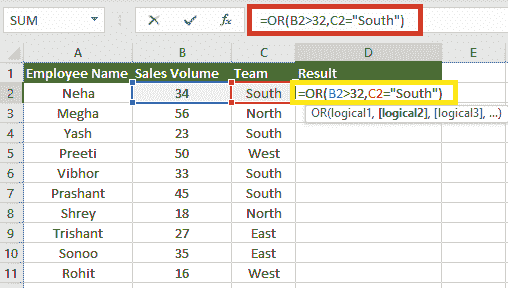 SUM =OR(B2>32,C2="South")
A B C D E
1 Employee Name Sales Volume Team Result
2 Neha 34 South =OR(B2>32,C2="South")
3 Megha 56 North OR(logical1, [logical2], [logical3], ...)
4 Yash 23 South
5 Preeti 50 West
6 Vibhor 33 South
7 Prashant 45 South
8 Shrey 18 North
9 Trishant 27 East
10 Sonoo 35 East
11 Rohit 16 West